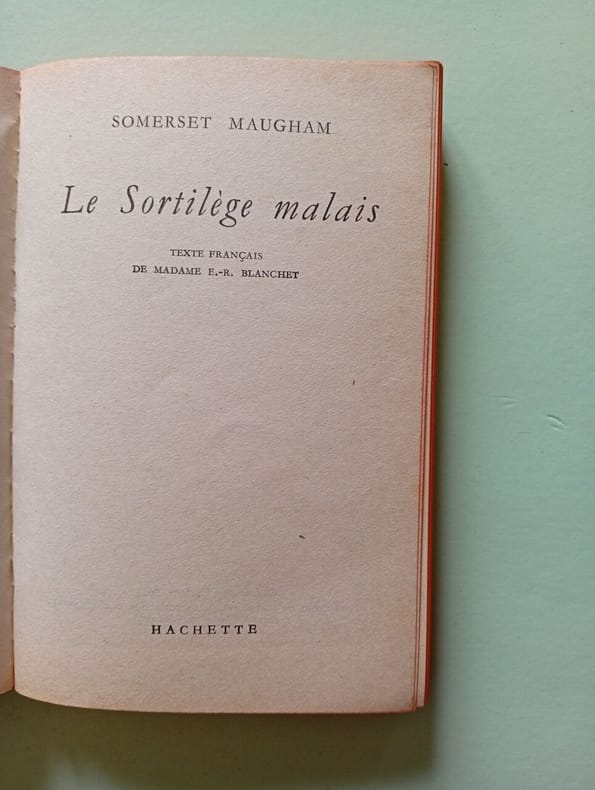 SOMERSET MAUGHAM
Le Sortilège malais
TEXTE FRANÇAIS
DE MADAME E.-R. BLANCHET
HACHETTE